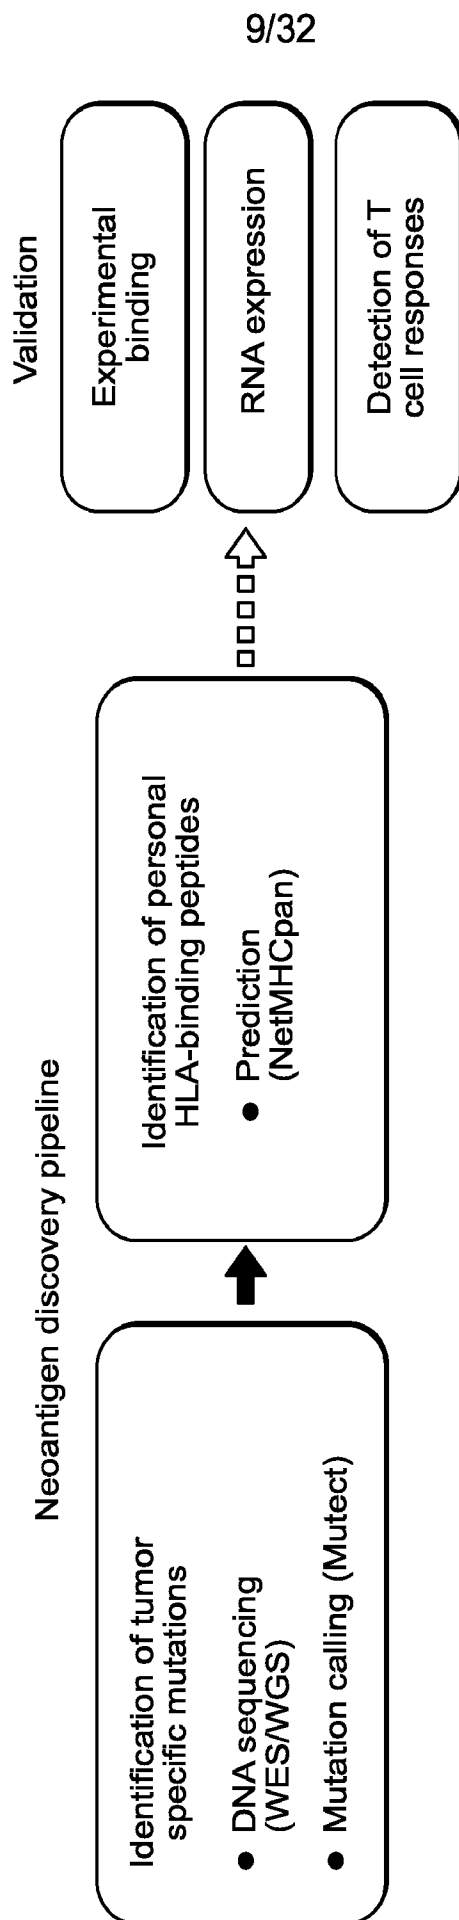 9/32
Neoantigen discovery pipeline
Identification of tumor
specific mutations
● DNA sequencing
(WES/WGS)
● Mutation calling (Mutect)
Identification of personal
HLA-binding peptides
● Prediction
(NetMHCpan)
Validation
Experimental
binding
RNA expression
Detection of T
cell responses